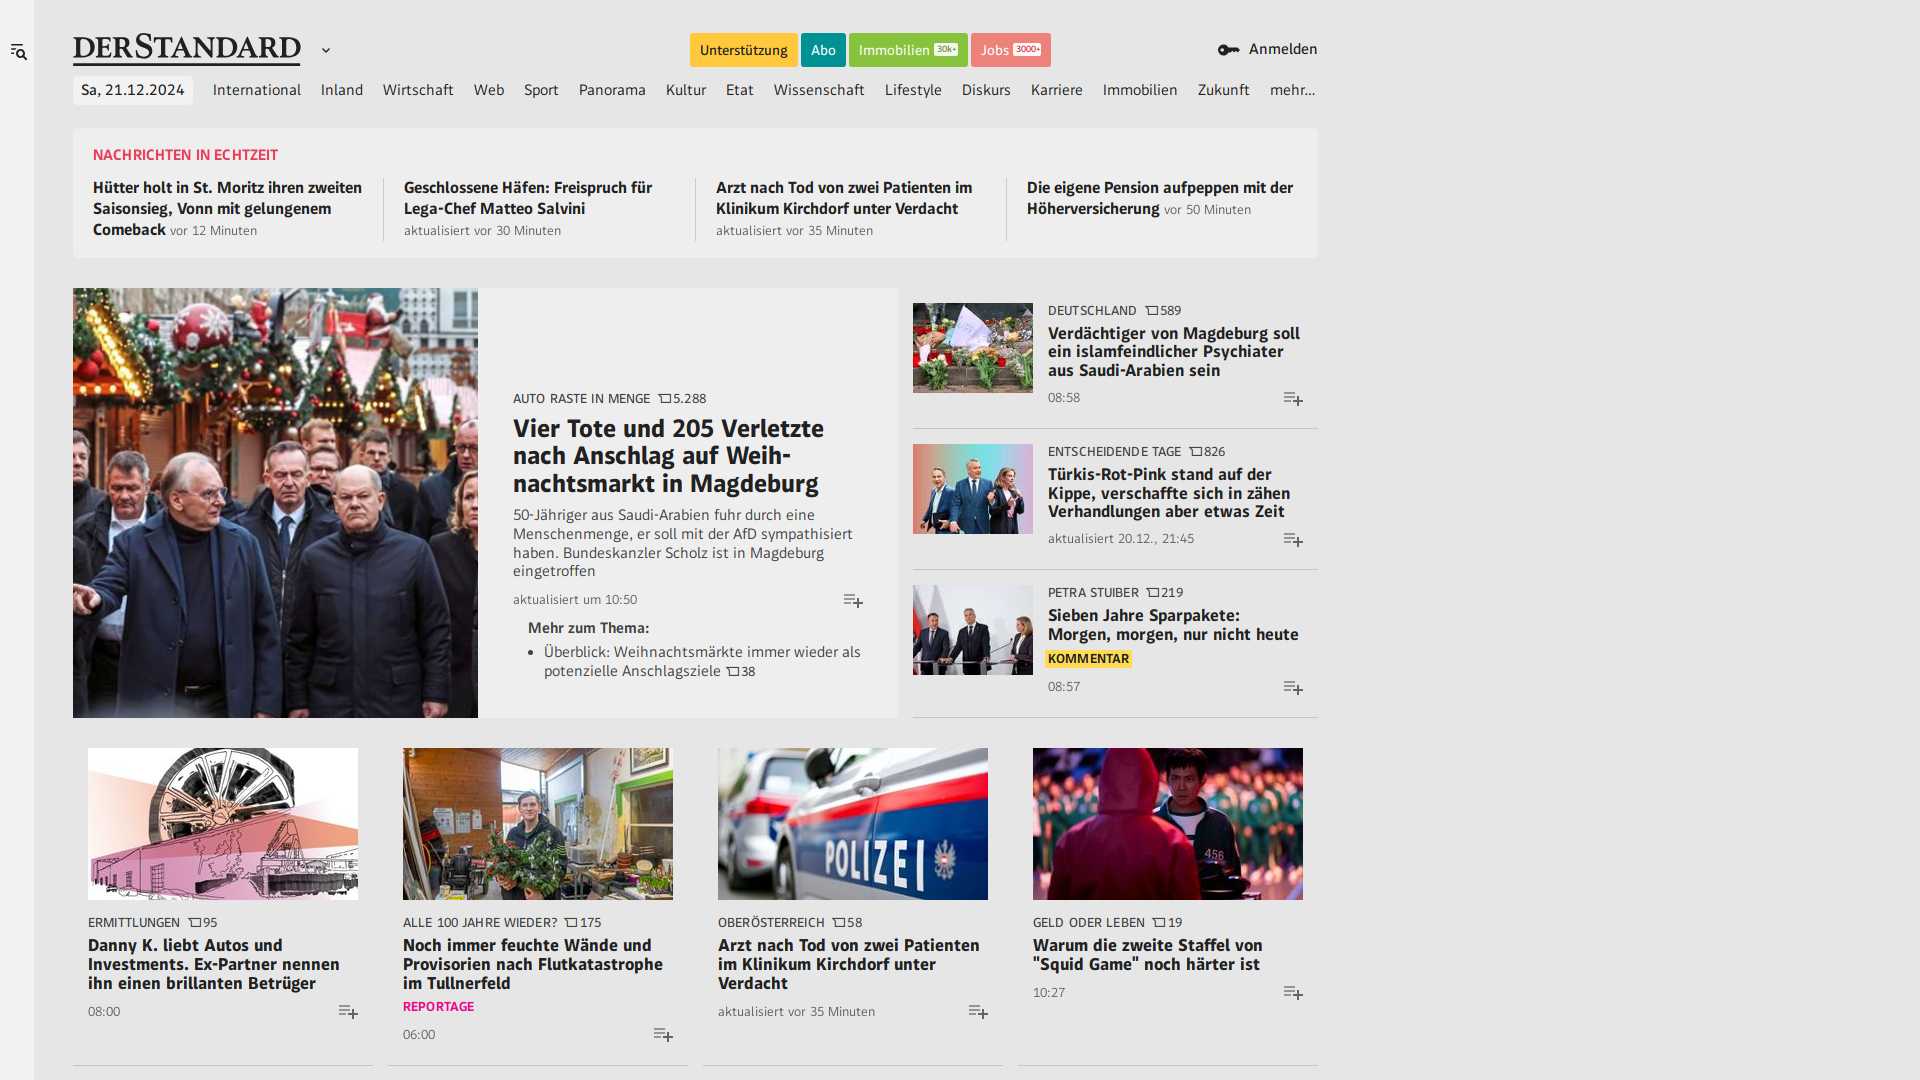 DERSTANDARD
Unterstützung
Abo
Immobilien 30k+
Jobs 3000+
Anmelden
Sa, 21.12.2024
International
Inland
Wirtschaft
Web
Sport
Panorama
Kultur
Etat
Wissenschaft
Lifestyle
Diskurs
Karriere
Immobilien
Zukunft
mehr…
NACHRICHTEN IN ECHTZEIT
Hütter holt in St. Moritz ihren zweiten
Saisonsieg, Vonn mit gelungenem
Comeback vor 12 Minuten
Geschlossene Häfen: Freispruch für
Lega-Chef Matteo Salvini
aktualisiert vor 30 Minuten
Arzt nach Tod von zwei Patienten im
Klinikum Kirchdorf unter Verdacht
aktualisiert vor 35 Minuten
Die eigene Pension aufpeppen mit der
Höherversicherung vor 50 Minuten
AUTO RASTE IN MENGE 5.288
Vier Tote und 205 Verletzte
nach Anschlag auf Weih-
nachtsmarkt in Magdeburg
50-Jähriger aus Saudi-Arabien fuhr durch eine
Menschenmenge, er soll mit der AfD sympathisiert
haben. Bundeskanzler Scholz ist in Magdeburg
eingetroffen
aktualisiert um 10:50
Mehr zum Thema:
• Überblick: Weihnachtsmärkte immer wieder als
potenzielle Anschlagsziele 38
DEUTSCHLAND 589
Verdächtiger von Magdeburg soll
ein islamfeindlicher Psychiater
aus Saudi-Arabien sein
08:58
ENTSCHEIDENDE TAGE 826
Türkis-Rot-Pink stand auf der
Kippe, verschaffte sich in zähen
Verhandlungen aber etwas Zeit
aktualisiert 20.12., 21:45
PETRA STUIBER 219
Sieben Jahre Sparpakete:
Morgen, morgen, nur nicht heute
KOMMENTAR
08:57
ERMITTLUNGEN 95
Danny K. liebt Autos und
Investments. Ex-Partner nennen
ihn einen brillanten Betrüger
08:00
ALLE 100 JAHRE WIEDER? 175
Noch immer feuchte Wände und
Provisorien nach Flutkatastrophe
im Tullnerfeld
REPORTAGE
06:00
POLIZEI
OBERÖSTERREICH 58
Arzt nach Tod von zwei Patienten
im Klinikum Kirchdorf unter
Verdacht
aktualisiert vor 35 Minuten
456
GELD ODER LEBEN 19
Warum die zweite Staffel von
"Squid Game" noch härter ist
10:27